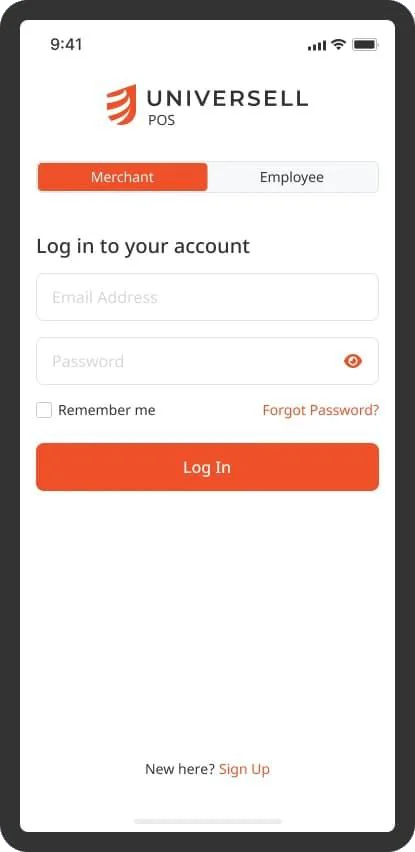 9:41
UNIVERSELL
POS
Merchant Employee
Log in to your account
Email Address
Password
Remember me Forgot Password?
Log In
New here? Sign Up